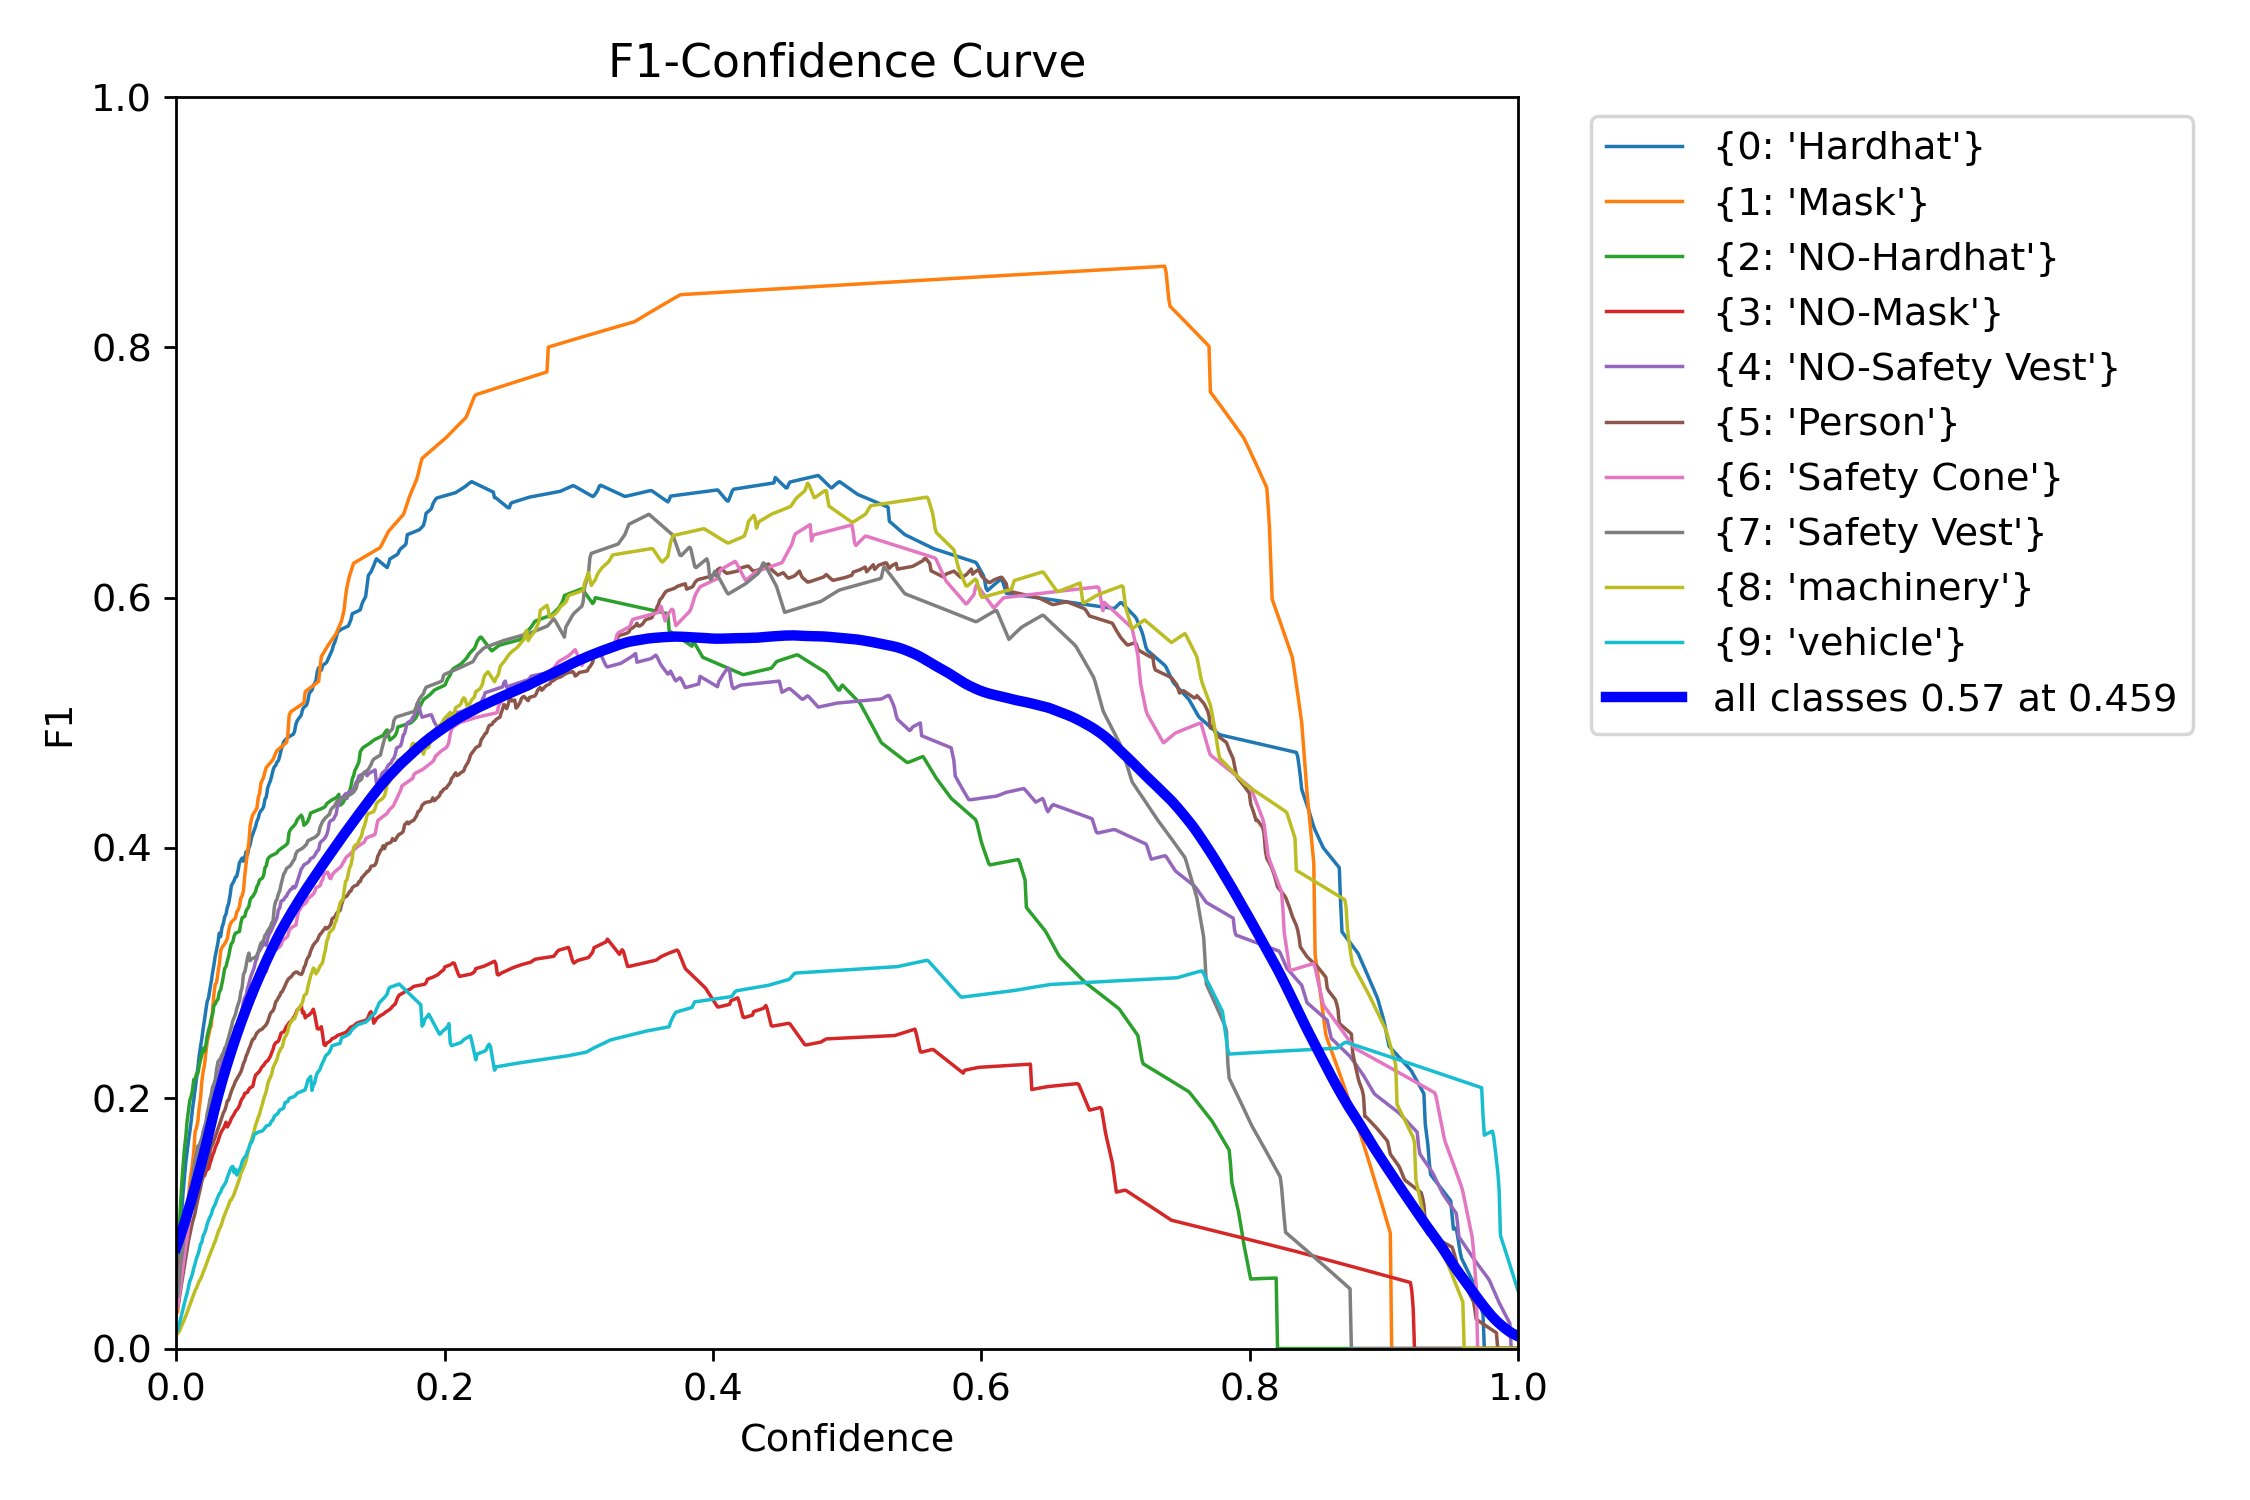 F1-Confidence Curve
1.0
0.8
0.6
0.4
0.2
0.0
F1
0.0 0.2 0.4 0.6 0.8 1.0
Confidence
{0: 'Hardhat'}
{1: 'Mask'}
{2: 'NO-Hardhat'}
{3: 'NO-Mask'}
{4: 'NO-Safety Vest'}
{5: 'Person'}
{6: 'Safety Cone'}
{7: 'Safety Vest'}
{8: 'machinery'}
{9: 'vehicle'}
all classes 0.57 at 0.459